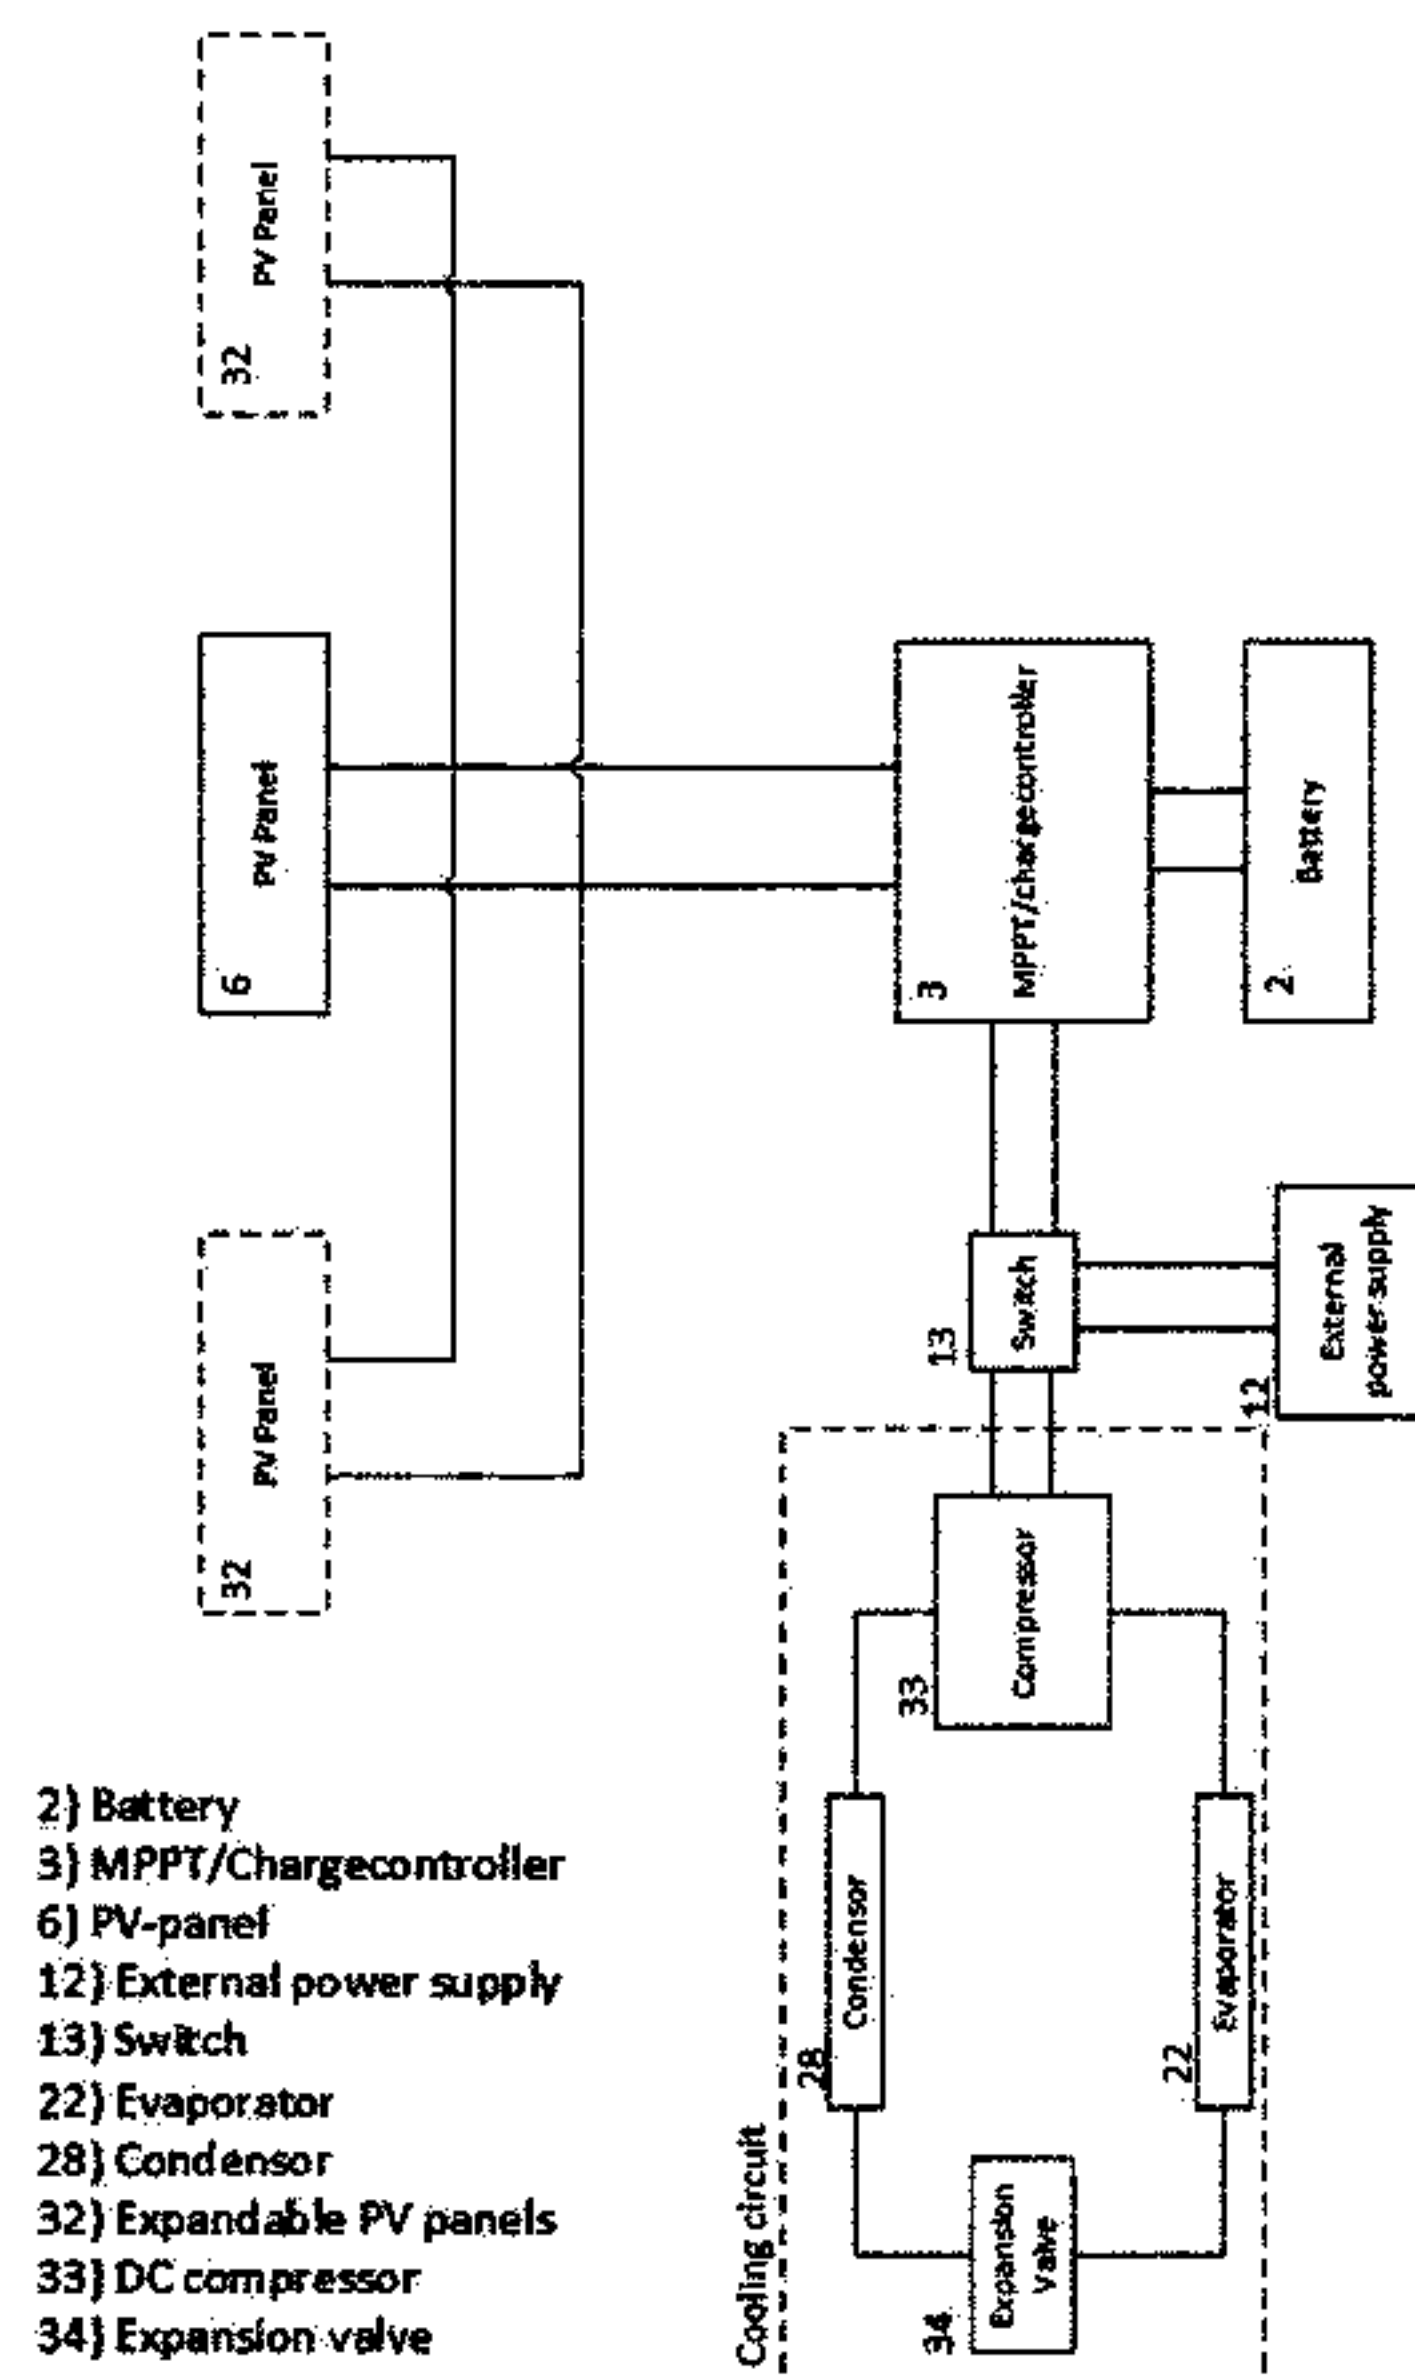 PV Panel
32
PV Panel
6
PV Panel
32
MPPT/chargecontroller
3
Battery
2
Switch
13
External
power supply
12
Compressor
33
Condensor
28
Evaporator
22
Expansion
valve
34
Cooling circuit
2) Battery
3) MPPT/Chargecontroller
6) PV-panel
12) External power supply
13) Switch
22) Evaporator
28) Condensor
32) Expandable PV panels
33) DC compressor
34) Expansion valve